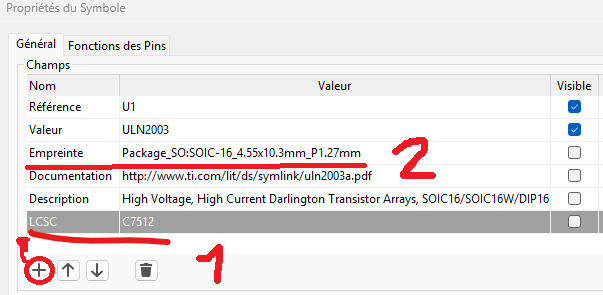 Propriétés du Symbole
Général Fonctions des Pins
Champs
Nom Valeur Visible
Référence U1
Valeur ULN2003
Empreinte Package_SO:SOIC-16_4.55x10.3mm_P1.27mm
2
Documentation http://www.ti.com/lit/ds/symlink/uln2003a.pdf
Description High Voltage, High Current Darlington Transistor Arrays, SOIC16/SOIC16W/DIP16
LCSC C7512
1